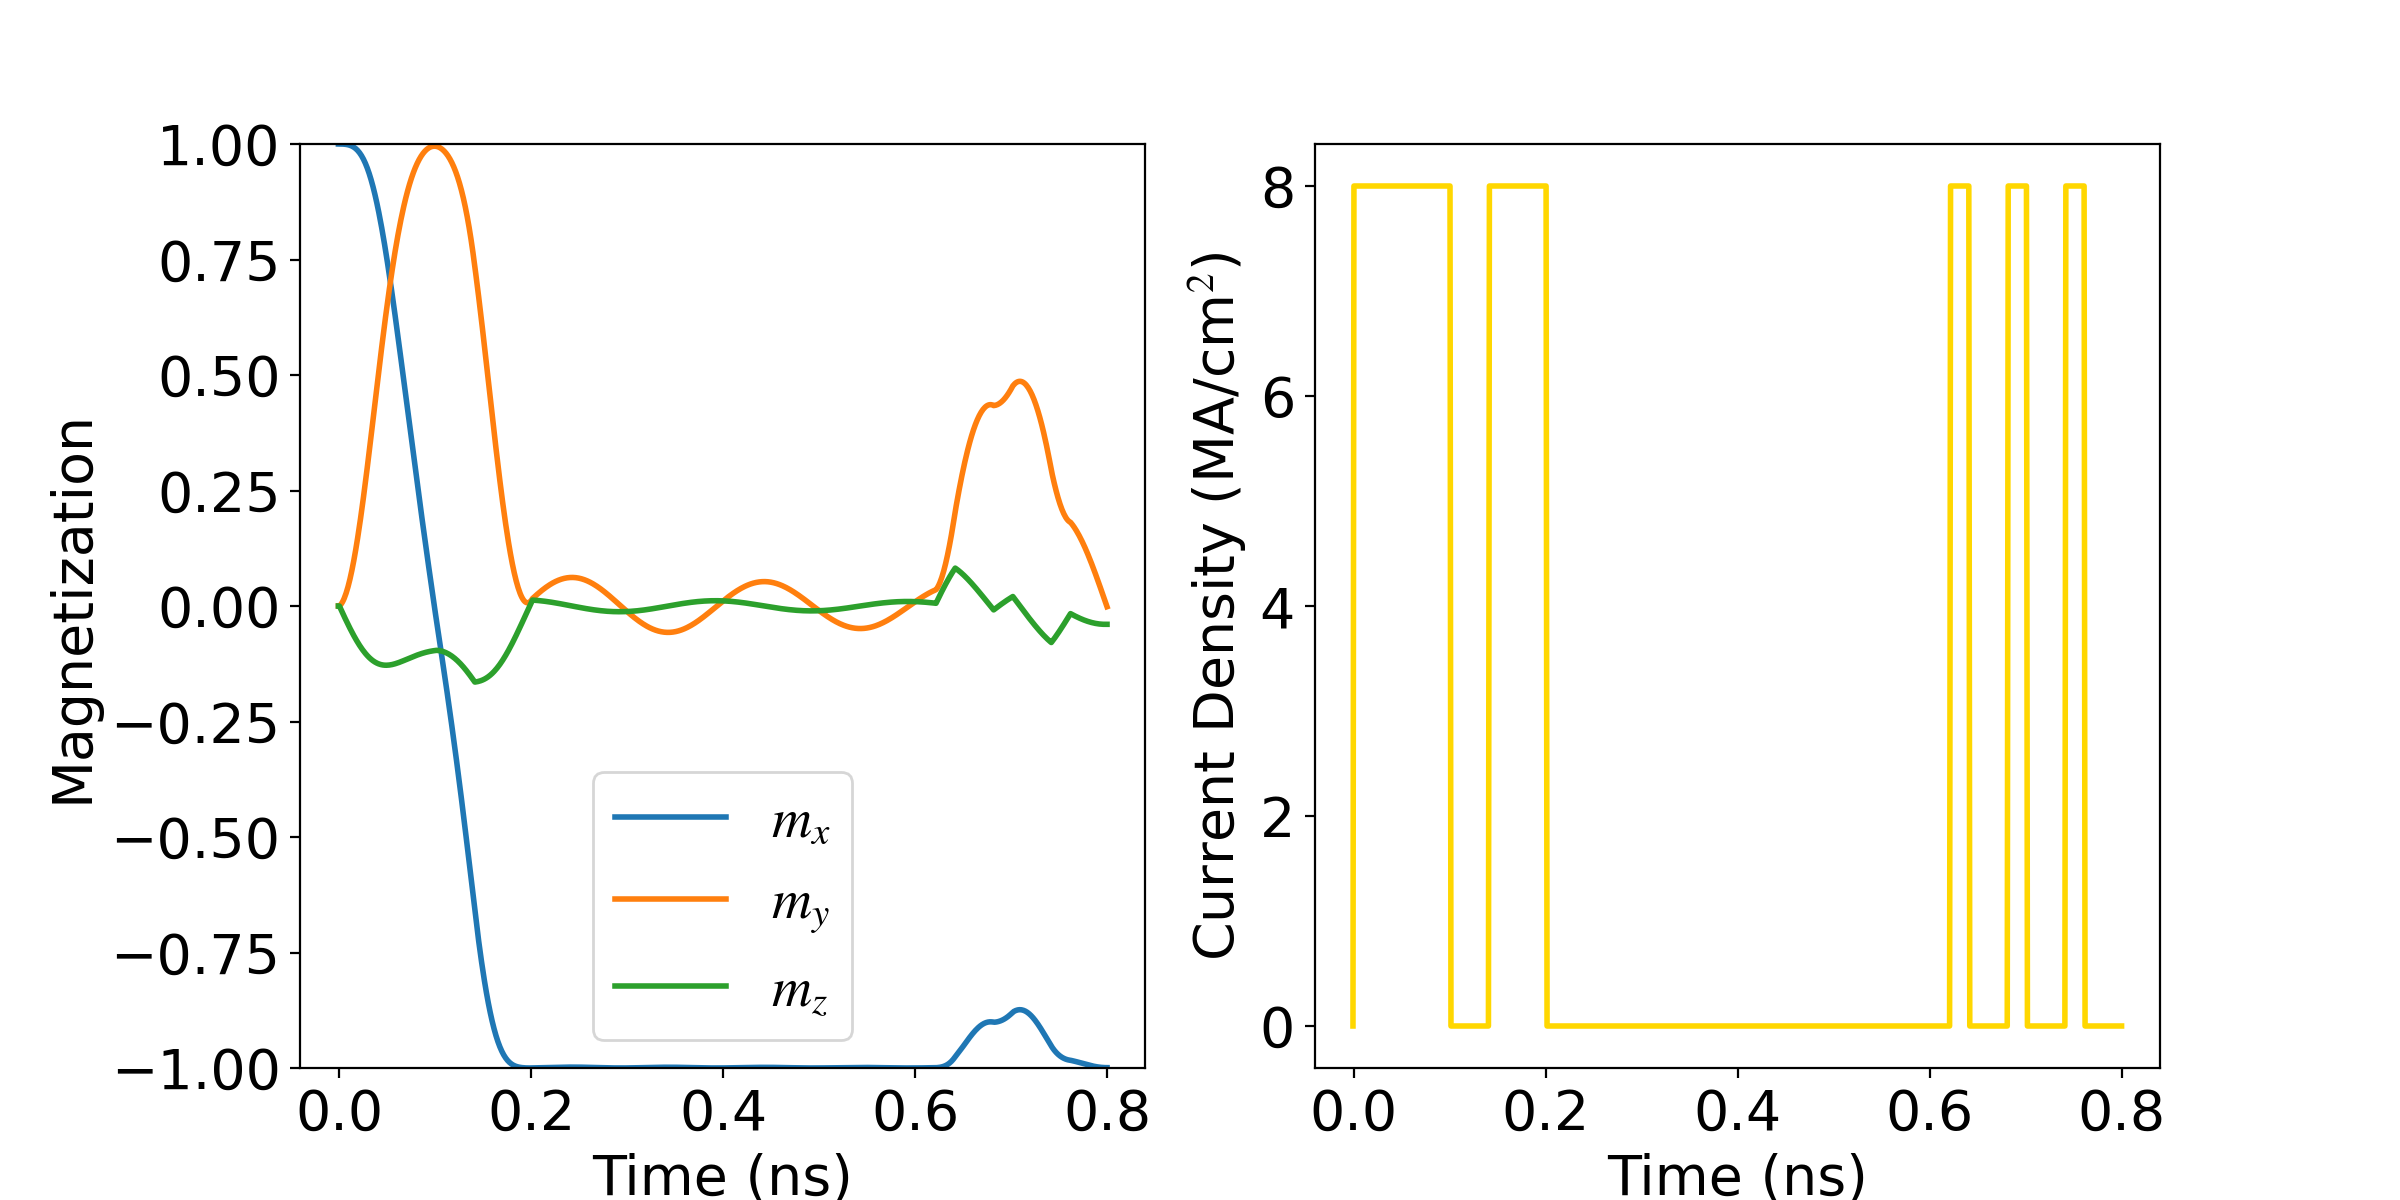 1.00
0.75
0.50
0.25
0.00
−0.25
−0.50
−0.75
−1.00
Magnetization
m_x
m_y
m_z
0.0 0.2 0.4 0.6 0.8
Time (ns)
8
6
4
2
0
Current Density (MA/cm²)
0.0 0.2 0.4 0.6 0.8
Time (ns)